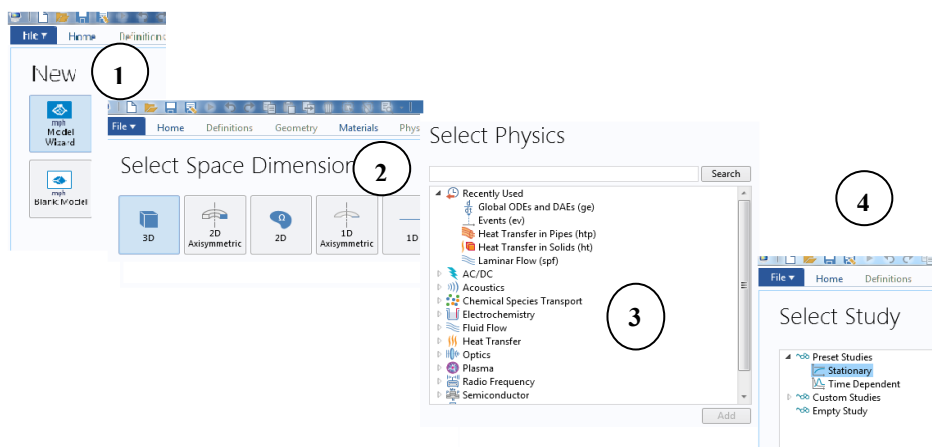 File Home Definitions
New
1
mph
Model
Wizard
mph
Blank Model
File Home Definitions Geometry Materials Phys
Select Space Dimension
2
3D
2D
Axisymmetric
2D
1D
Axisymmetric
1D
Select Physics
Search
Recently Used
Global ODEs and DAEs (ge)
Events (ev)
Heat Transfer in Pipes (htp)
Heat Transfer in Solids (ht)
Laminar Flow (spf)
AC/DC
Acoustics
Chemical Species Transport
Electrochemistry
Fluid Flow
Heat Transfer
Optics
Plasma
Radio Frequency
Semiconductor
3
Add
4
File Home Definitions
Select Study
Preset Studies
Stationary
Time Dependent
Custom Studies
Empty Study